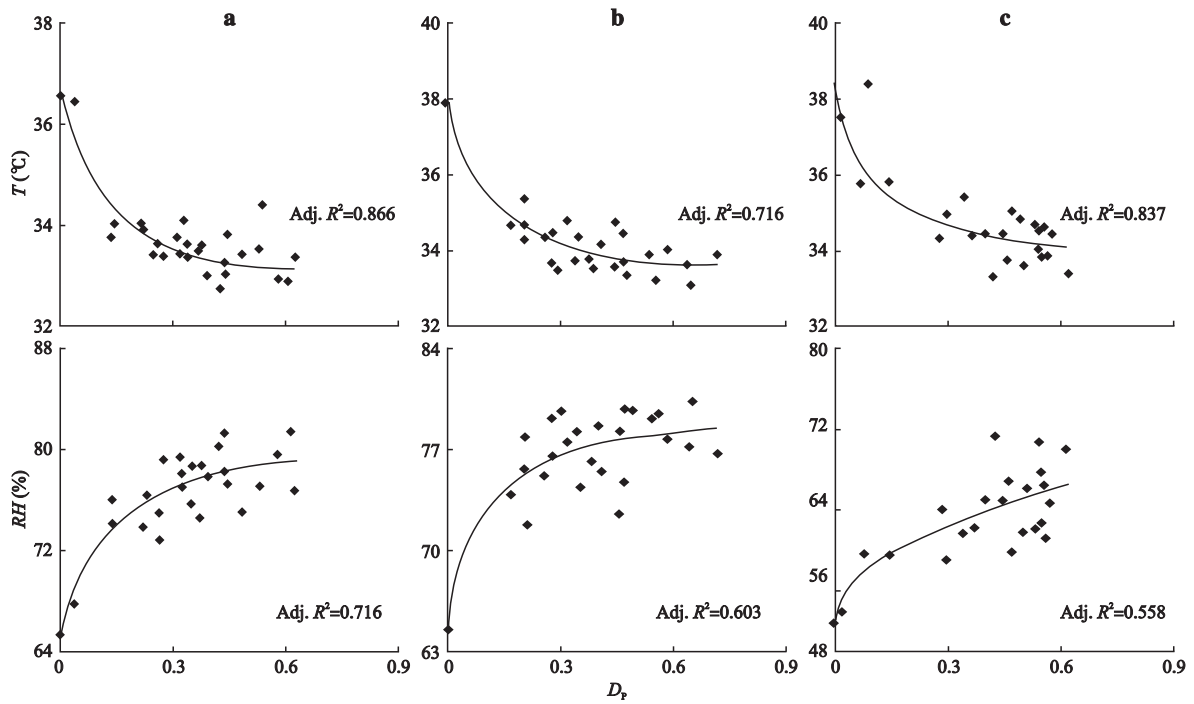 a b c
38 40 40
36 38 38
T (℃) 36 36
34 Adj. R²=0.866 34 Adj. R²=0.716 34 Adj. R²=0.837
32 32 32
88 84 80
80 77 72
RH (%) 64
72 70 56
Adj. R²=0.716 Adj. R²=0.603 Adj. R²=0.558
64 63 48
0 0.3 0.6 0.9 0 0.3 0.6 0.9 0 0.3 0.6 0.9
D_P